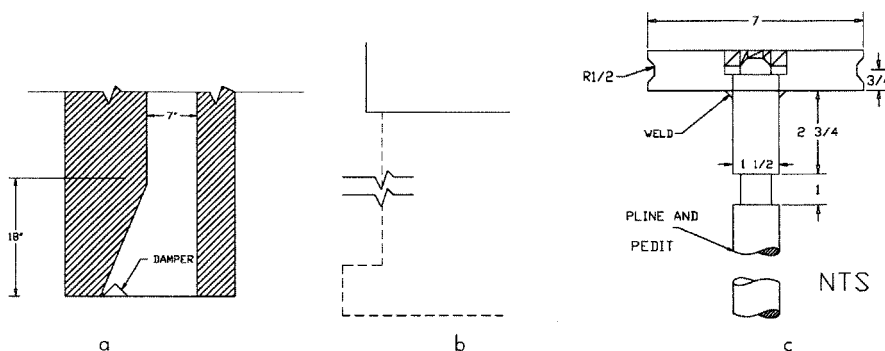 7"
18"
DAMPER
a
b
7
R1/2
3/4
WELD
2 3/4
1 1/2
1
PLINE AND
PEDIT
NTS
c